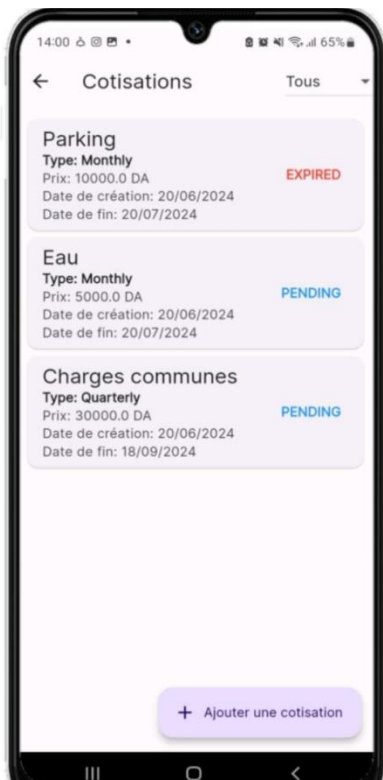 14:00 65%
Cotisations Tous
Parking
Type: Monthly
Prix: 10000.0 DA
EXPIRED
Date de création: 20/06/2024
Date de fin: 20/07/2024
Eau
Type: Monthly
Prix: 5000.0 DA
PENDING
Date de création: 20/06/2024
Date de fin: 20/07/2024
Charges communes
Type: Quarterly
Prix: 30000.0 DA
PENDING
Date de création: 20/06/2024
Date de fin: 18/09/2024
+ Ajouter une cotisation